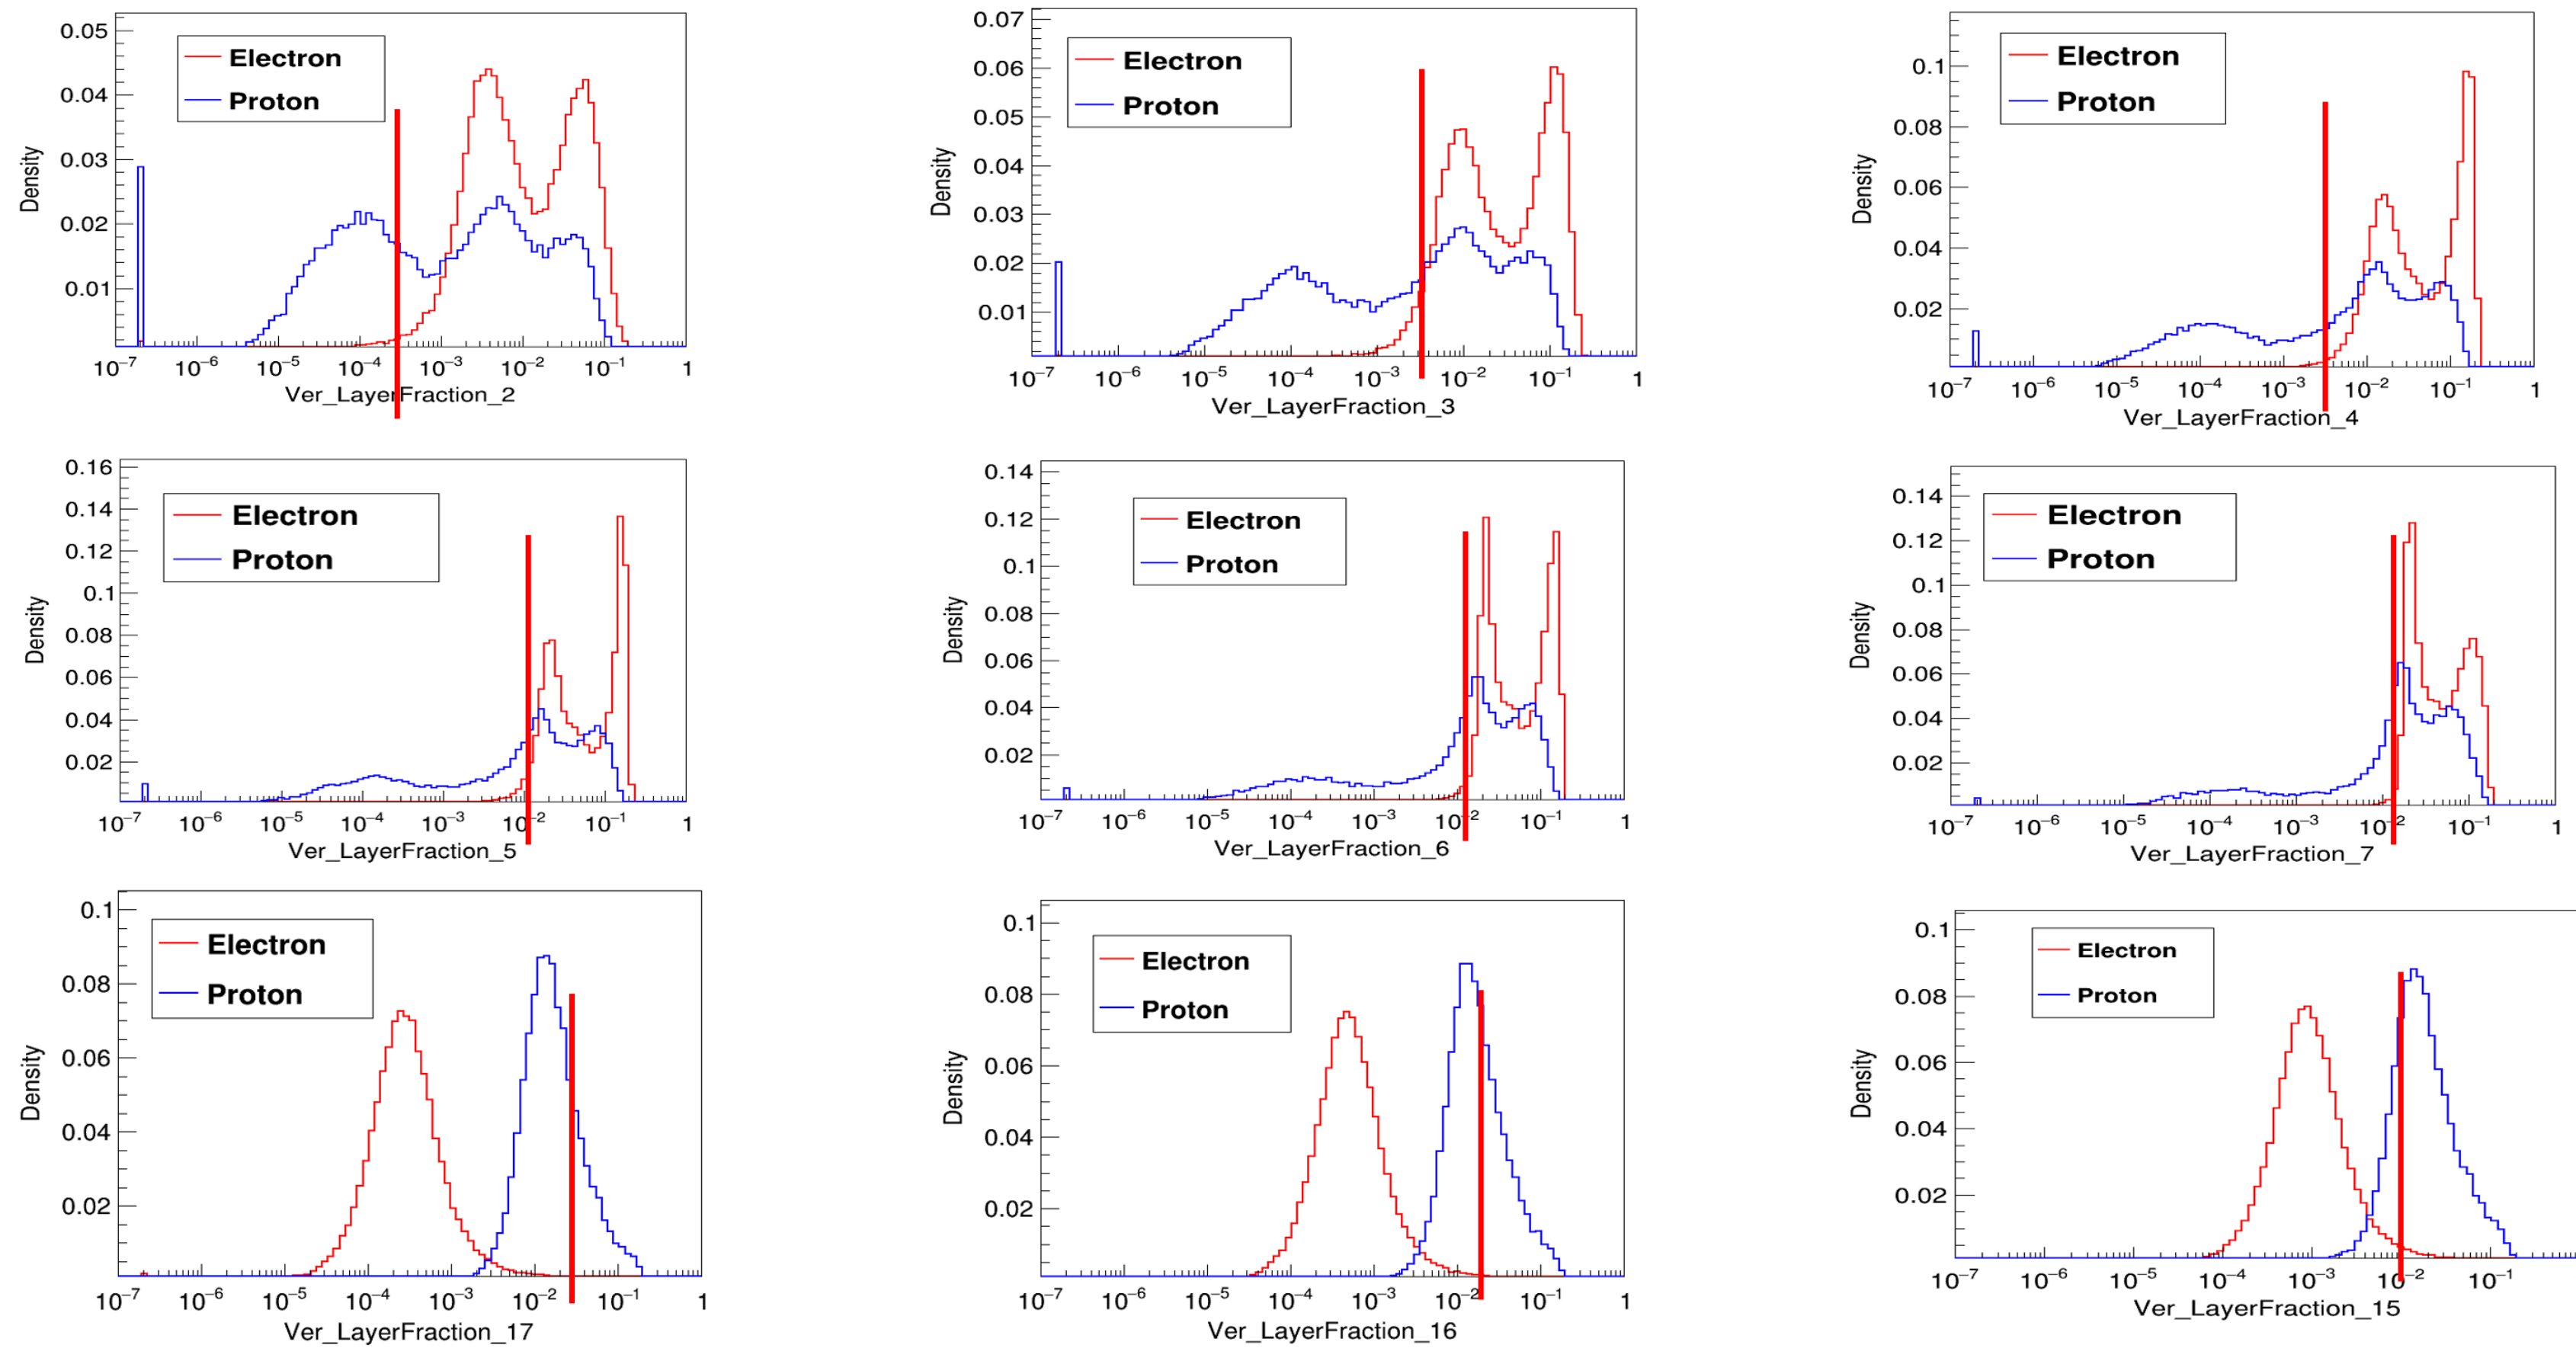 0.05
0.04
0.03
0.02
0.01
Density
Electron
Proton
10⁻⁷ 10⁻⁶ 10⁻⁵ 10⁻⁴ 10⁻³ 10⁻² 10⁻¹ 1
Ver_LayerFraction_2
0.07
0.06
0.05
0.04
0.03
0.02
0.01
Density
Electron
Proton
10⁻⁷ 10⁻⁶ 10⁻⁵ 10⁻⁴ 10⁻³ 10⁻² 10⁻¹ 1
Ver_LayerFraction_3
0.1
0.08
0.06
0.04
0.02
Density
Electron
Proton
10⁻⁷ 10⁻⁶ 10⁻⁵ 10⁻⁴ 10⁻³ 10⁻² 10⁻¹ 1
Ver_LayerFraction_4
0.16
0.14
0.12
0.1
0.08
0.06
0.04
0.02
Density
Electron
Proton
10⁻⁷ 10⁻⁶ 10⁻⁵ 10⁻⁴ 10⁻³ 10⁻² 10⁻¹ 1
Ver_LayerFraction_5
0.14
0.12
0.1
0.08
0.06
0.04
0.02
Density
Electron
Proton
10⁻⁷ 10⁻⁶ 10⁻⁵ 10⁻⁴ 10⁻³ 10⁻² 10⁻¹ 1
Ver_LayerFraction_6
0.14
0.12
0.1
0.08
0.06
0.04
0.02
Density
Electron
Proton
10⁻⁷ 10⁻⁶ 10⁻⁵ 10⁻⁴ 10⁻³ 10⁻² 10⁻¹ 1
Ver_LayerFraction_7
0.1
0.08
0.06
0.04
0.02
Density
Electron
Proton
10⁻⁷ 10⁻⁶ 10⁻⁵ 10⁻⁴ 10⁻³ 10⁻² 10⁻¹ 1
Ver_LayerFraction_17
0.1
0.08
0.06
0.04
0.02
Density
Electron
Proton
10⁻⁷ 10⁻⁶ 10⁻⁵ 10⁻⁴ 10⁻³ 10⁻² 10⁻¹ 1
Ver_LayerFraction_16
0.1
0.08
0.06
0.04
0.02
Density
Electron
Proton
10⁻⁷ 10⁻⁶ 10⁻⁵ 10⁻⁴ 10⁻³ 10⁻² 10⁻¹
Ver_LayerFraction_15